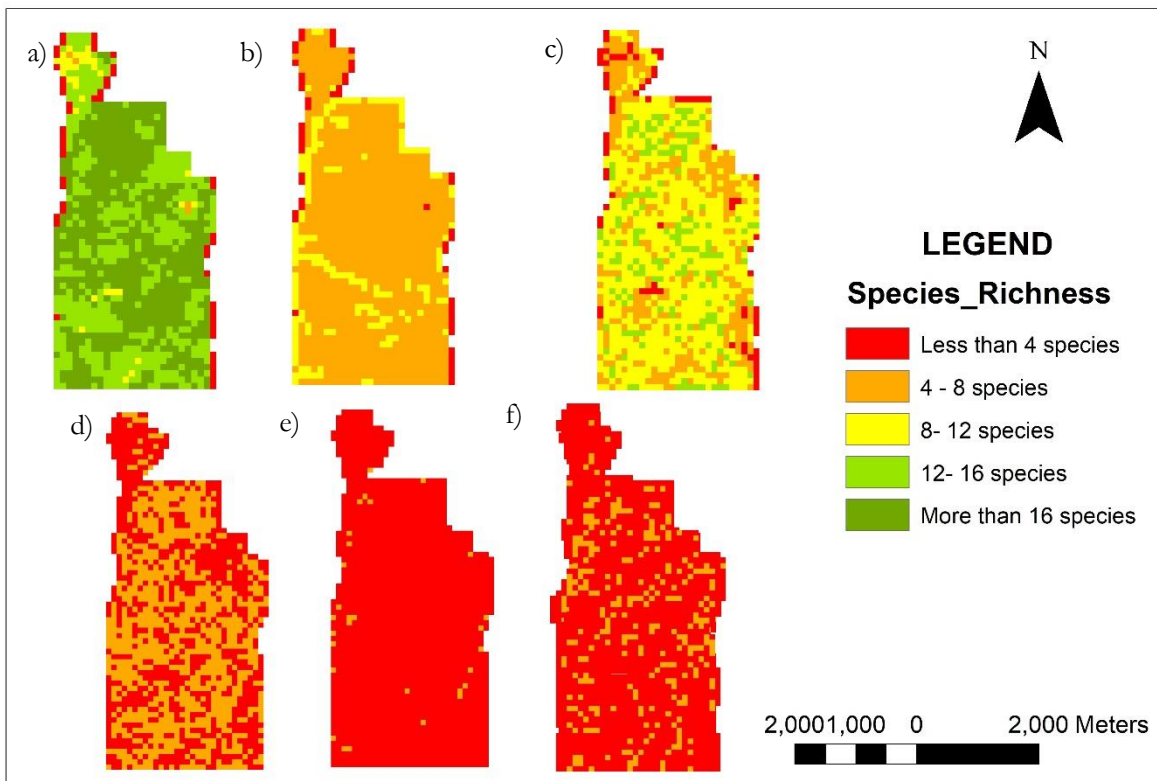 a)
b)
c)
N
LEGEND
Species_Richness
Less than 4 species
4 - 8 species
8- 12 species
12- 16 species
More than 16 species
d)
e)
f)
2,0001,000 0 2,000 Meters